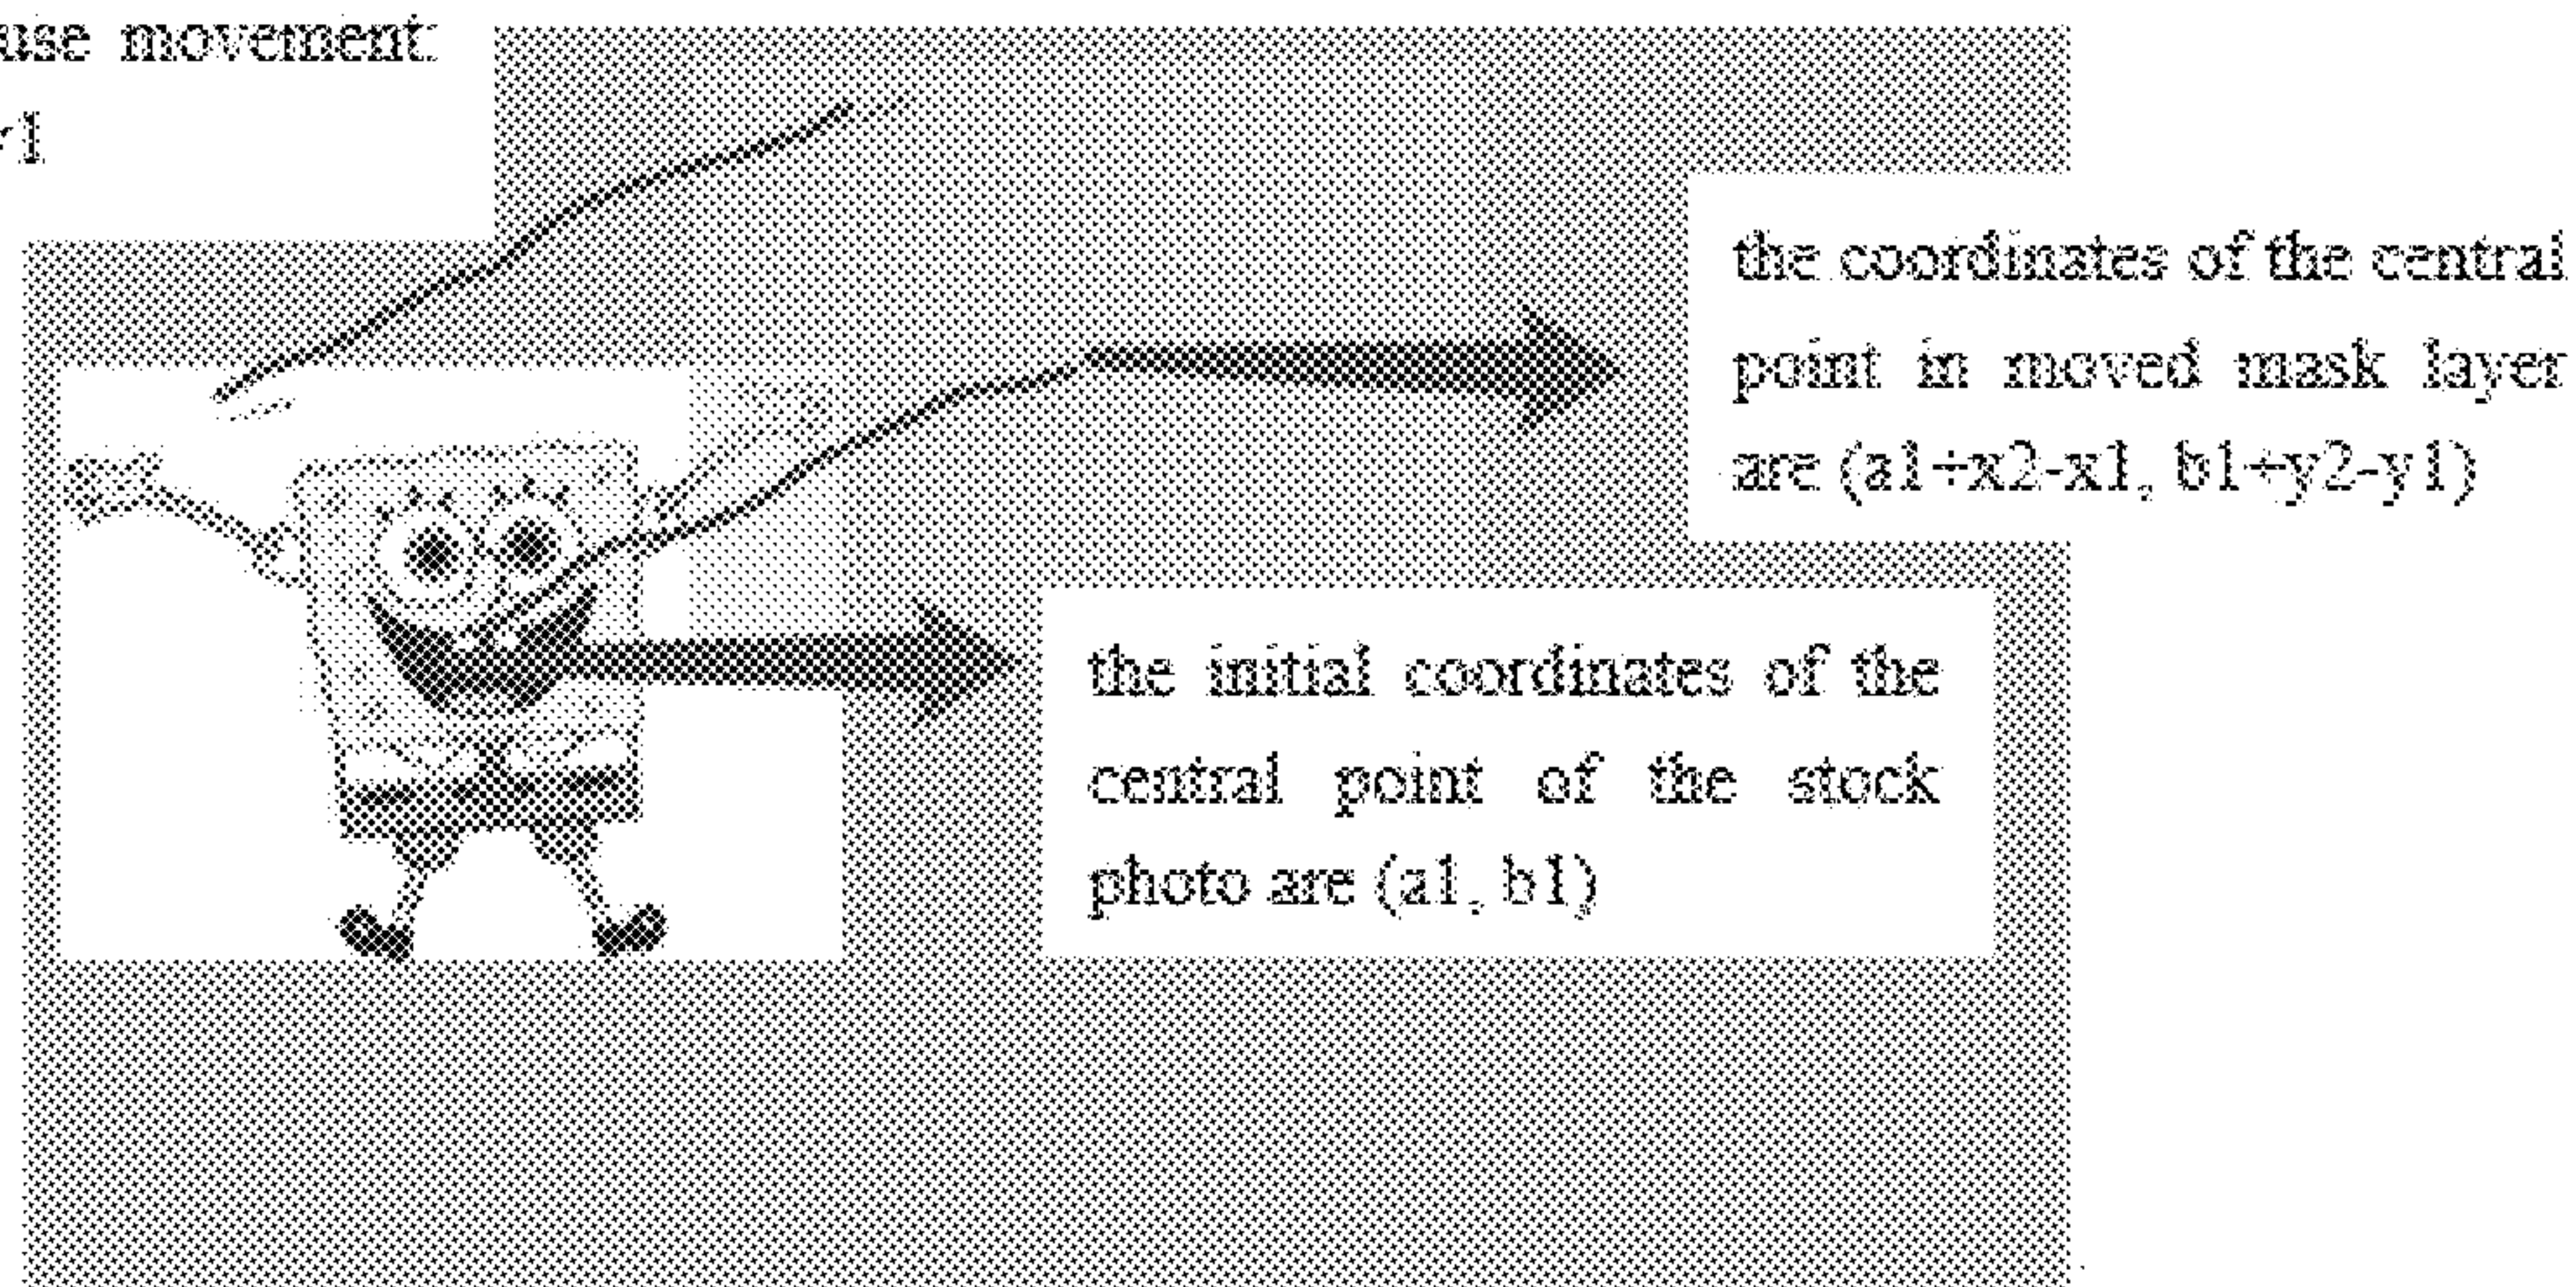 use movement:
the coordinates of the central
point in moved mask layer
are (a1+x2-x1, b1+y2-y1)
the initial coordinates of the
central point of the stock
photo are (a1, b1)